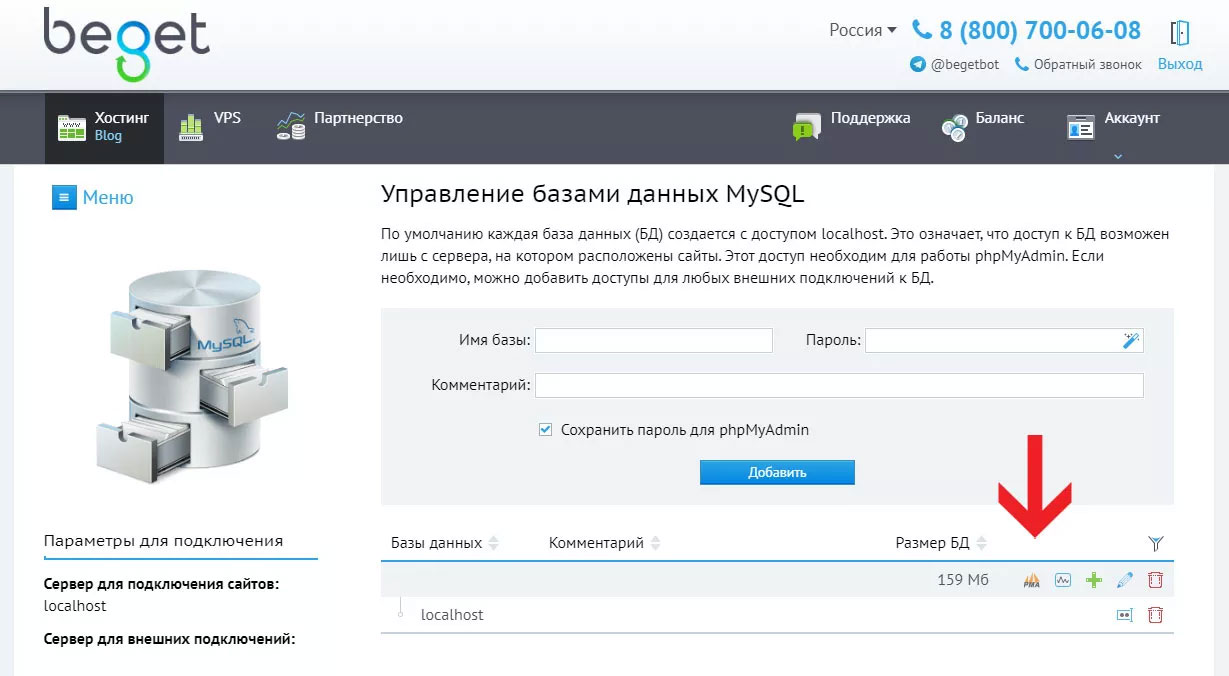 beget
Россия
8 (800) 700-06-08
@begetbot
Обратный звонок
Выход
Хостинг
Blog
VPS
Партнерство
Поддержка
Баланс
Аккаунт
Меню
Управление базами данных MySQL
По умолчанию каждая база данных (БД) создается с доступом localhost. Это означает, что доступ к БД возможен
лишь с сервера, на котором расположены сайты. Этот доступ необходим для работы phpMyAdmin. Если
необходимо, можно добавить доступы для любых внешних подключений к БД.
MySQL
Имя базы:
Пароль:
Комментарий:
Сохранить пароль для phpMyAdmin
Добавить
Параметры для подключения
Сервер для подключения сайтов:
localhost
Сервер для внешних подключений:
Базы данных
Комментарий
Размер БД
159 Мб
PMA
localhost